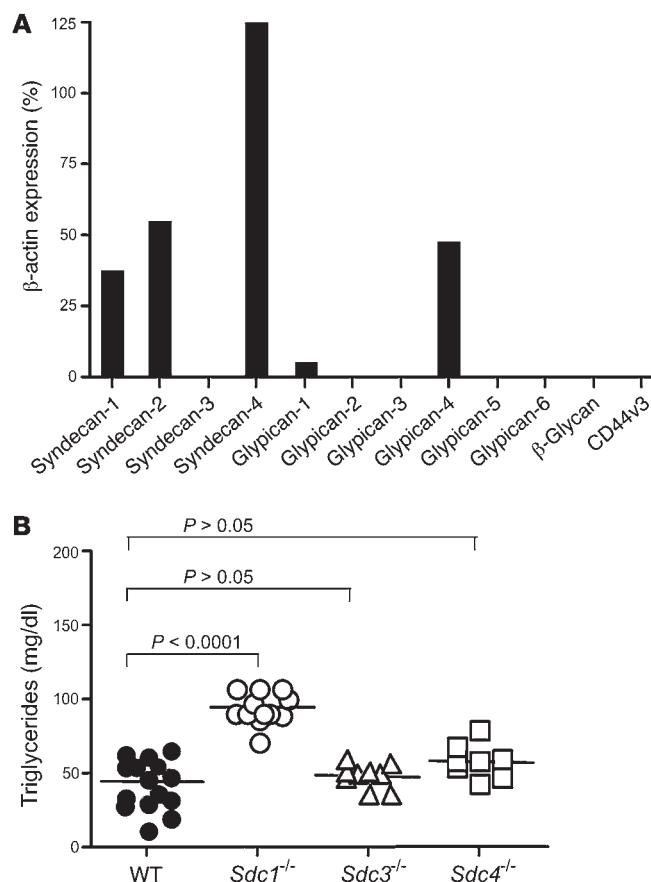 A
β-actin expression (%)
125
100
75
50
25
0
Syndecan-1
Syndecan-2
Syndecan-3
Syndecan-4
Glypican-1
Glypican-2
Glypican-3
Glypican-4
Glypican-5
Glypican-6
β-Glycan
CD44v3
B
Triglycerides (mg/dl)
200
150
100
50
0
P > 0.05
P > 0.05
P < 0.0001
WT
Sdc1-/-
Sdc3-/-
Sdc4-/-